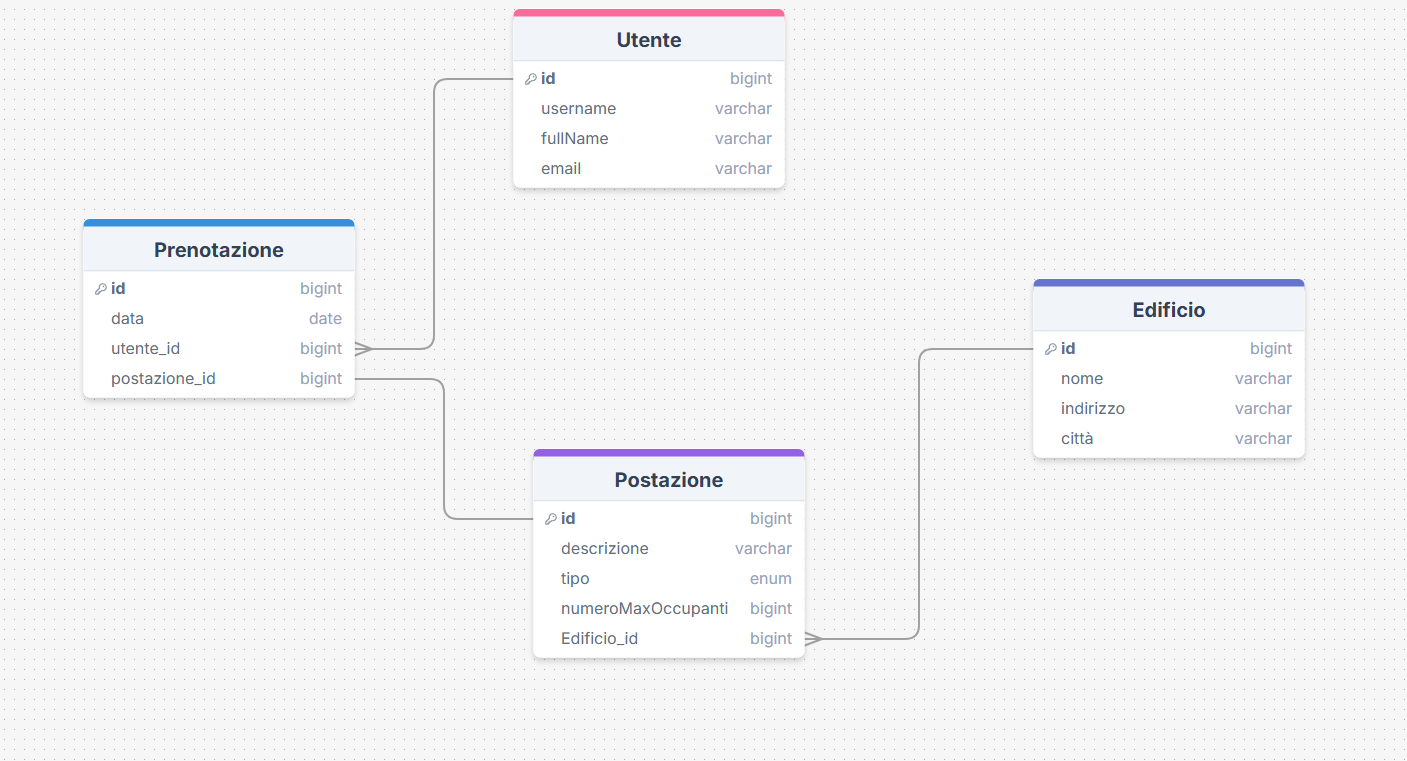 Utente
id bigint
username varchar
fullName varchar
email varchar
Prenotazione
id bigint
data date
utente_id bigint
postazione_id bigint
Edificio
id bigint
nome varchar
indirizzo varchar
città varchar
Postazione
id bigint
descrizione varchar
tipo enum
numeroMaxOccupanti bigint
Edificio_id bigint